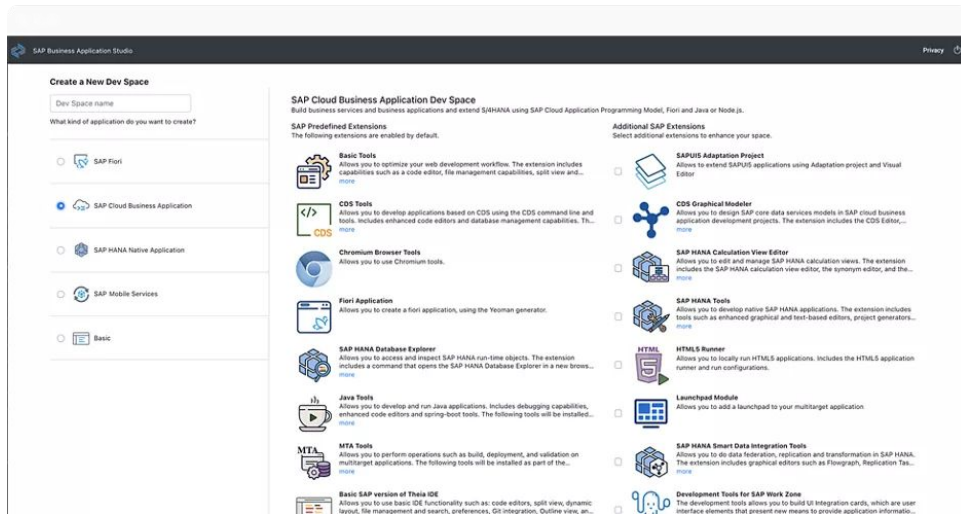 SAP Business Application Studio
Privacy
Create a New Dev Space
Dev Space name
What kind of application do you want to create?
SAP Fiori
SAP Cloud Business Application
SAP HANA Native Application
SAP Mobile Services
Basic
SAP Cloud Business Application Dev Space
Build business services and business applications and extend S/4HANA using SAP Cloud Application Programming Model, Fiori and Java or Node.js.
SAP Predefined Extensions
The following extensions are enabled by default.
Basic Tools
Allows you to optimize your web development workflow. The extension includes
capabilities such as a code editor, file management capabilities, split view and...
more
CDS
CDS Tools
Allows you to develop applications based on CDS using the CDS command line and
tools. Includes enhanced code editors and database management capabilities. Th...
more
Chromium Browser Tools
Allows you to use Chromium tools.
Fiori Application
Allows you to create a fiori application, using the Yeoman generator.
SAP HANA Database Explorer
Allows you to access and inspect SAP HANA run-time objects. The extension
includes a command that opens the SAP HANA Database Explorer in a new brows...
more
Java Tools
Allows you to develop and run Java applications. Includes debugging capabilities,
enhanced code editors and spring-boot tools. The following tools will be installed...
more
MTA
MTA Tools
Allows you to perform operations such as build, deployment, and validation on
multitarget applications. The following tools will be installed as part of the...
more
Basic SAP version of Theia IDE
Allows you to use basic IDE functionality such as: code editors, split view, dynamic
layout, file management and search, preferences, Git integration, Outline view, an...
Additional SAP Extensions
Select additional extensions to enhance your space.
SAPUI5 Adaptation Project
Allows you to extend SAPUI5 applications using Adaptation project and Visual
Editor
CDS Graphical Modeler
Allows you to design SAP core data services models in SAP cloud business
application development projects. The extension includes the CDS Editor,...
more
SAP HANA Calculation View Editor
Allows you to edit and manage SAP HANA calculation views. The extension
includes the SAP HANA calculation view editor, the synonym editor, and the...
more
SAP HANA Tools
Allows you to develop native SAP HANA applications. The extension includes
tools such as enhanced graphical and text-based editors, project generators...
more
HTML
5
HTML5 Runner
Allows you to locally run HTML5 applications. Includes the HTML5 application
runner and run configurations.
Launchpad Module
Allows you to add a launchpad to your multitarget application
SAP HANA Smart Data Integration Tools
Allows you to do data federation, replication and transformation in SAP HANA.
The extension includes graphical editors such as Flowgraph, Replication Tas...
more
Development Tools for SAP Work Zone
The development tools allows you to build UI Integration cards, which are user
interface elements that present new means to provide application informatio...